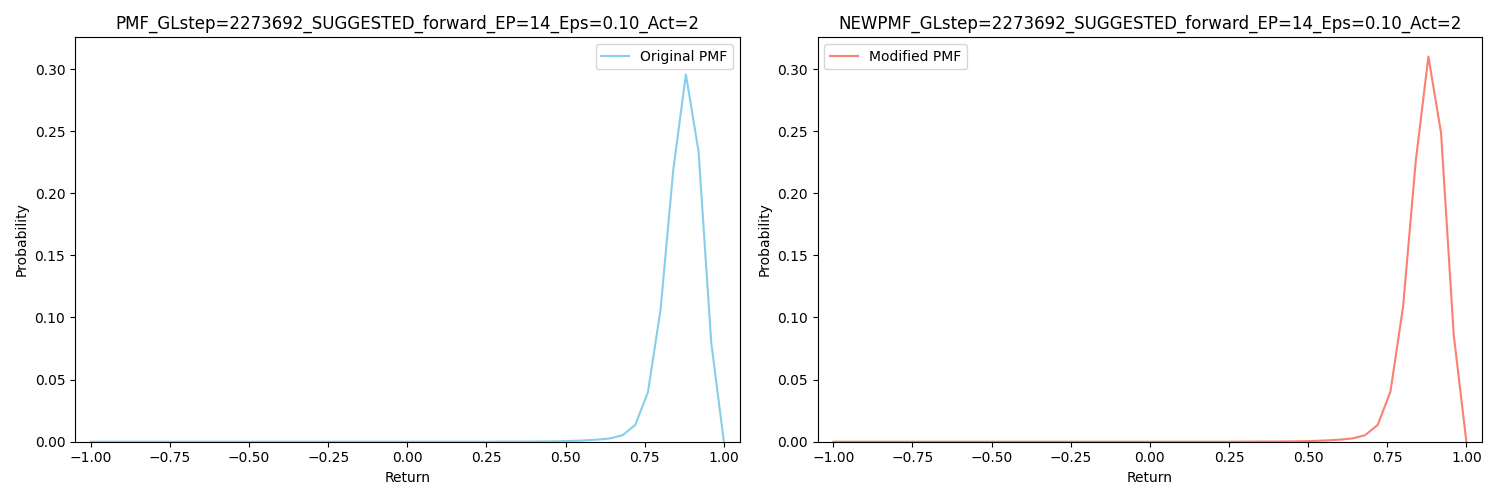 PMF_GLstep=2273692_SUGGESTED_forward_EP=14_Eps=0.10_Act=2
Original PMF
0.30
0.25
0.20
0.15
0.10
0.05
0.00
Probability
−1.00 −0.75 −0.50 −0.25 0.00 0.25 0.50 0.75 1.00
Return
NEWPMF_GLstep=2273692_SUGGESTED_forward_EP=14_Eps=0.10_Act=2
Modified PMF
0.30
0.25
0.20
0.15
0.10
0.05
0.00
Probability
−1.00 −0.75 −0.50 −0.25 0.00 0.25 0.50 0.75 1.00
Return